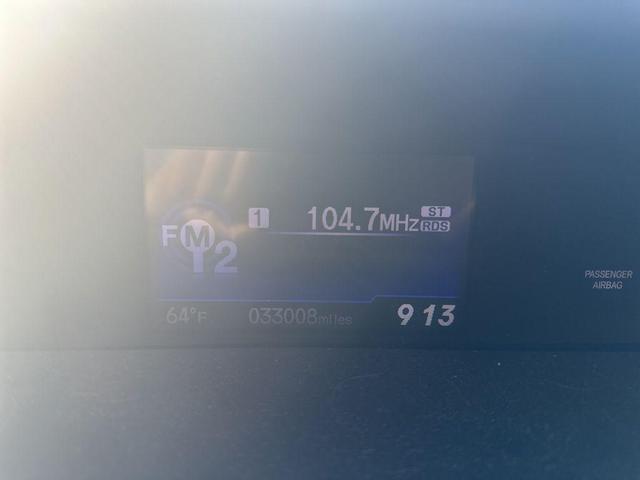 1 104.7MHz ST
RDS
FM
2
PASSENGER
AIRBAG
64°F 033008miles 9 13